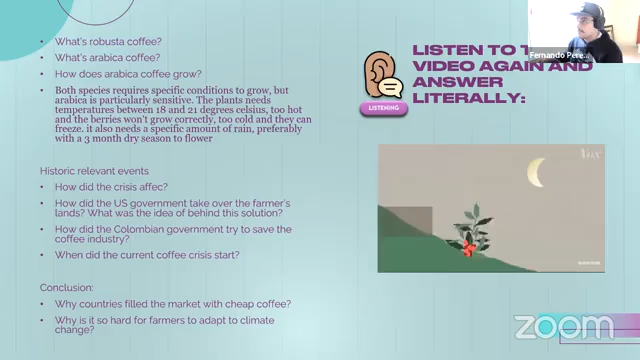 • What's robusta coffee?
• What's arabica coffee?
• How does arabica coffee grow?
• Both species requires specific conditions to grow, but
arabica is particularly sensitive. The plants needs
temperatures between 18 and 21 degrees celsius, too hot
and the berries won't grow correctly, too cold and they can
freeze. it also needs a specific amount of rain, preferably
with a 3 month dry season to flower
Historic relevant events
• How did the crisis affec?
• How did the US government take over the farmer's
lands? What was the idea of behind this solution?
• How did the Colombian government try to save the
coffee industry?
• When did the current coffee crisis start?
Conclusion:
• Why countries filled the market with cheap coffee?
• Why is it so hard for farmers to adapt to climate
change?
LISTEN TO T
VIDEO AGAIN AND
ANSWER
LITERALLY:
LISTENING
Fernando Pere...
Vox
zoom